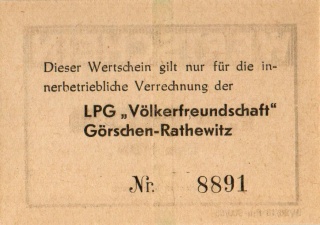 Dieser Wertschein gilt nur für die in-
nerbetriebliche Verrechnung der
LPG „Völkerfreundschaft"
Görschen-Rathewitz
Nr. 8891